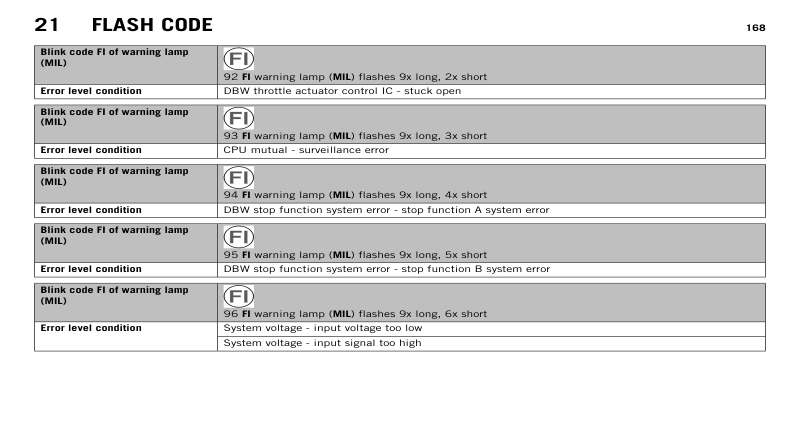 21 FLASH CODE 168
Blink code FI of warning lamp
(MIL)
FI
92 FI warning lamp (MIL) flashes 9x long, 2x short
Error level condition DBW throttle actuator control IC - stuck open
Blink code FI of warning lamp
(MIL)
FI
93 FI warning lamp (MIL) flashes 9x long, 3x short
Error level condition CPU mutual - surveillance error
Blink code FI of warning lamp
(MIL)
FI
94 FI warning lamp (MIL) flashes 9x long, 4x short
Error level condition DBW stop function system error - stop function A system error
Blink code FI of warning lamp
(MIL)
FI
95 FI warning lamp (MIL) flashes 9x long, 5x short
Error level condition DBW stop function system error - stop function B system error
Blink code FI of warning lamp
(MIL)
FI
96 FI warning lamp (MIL) flashes 9x long, 6x short
Error level condition System voltage - input voltage too low
System voltage - input signal too high